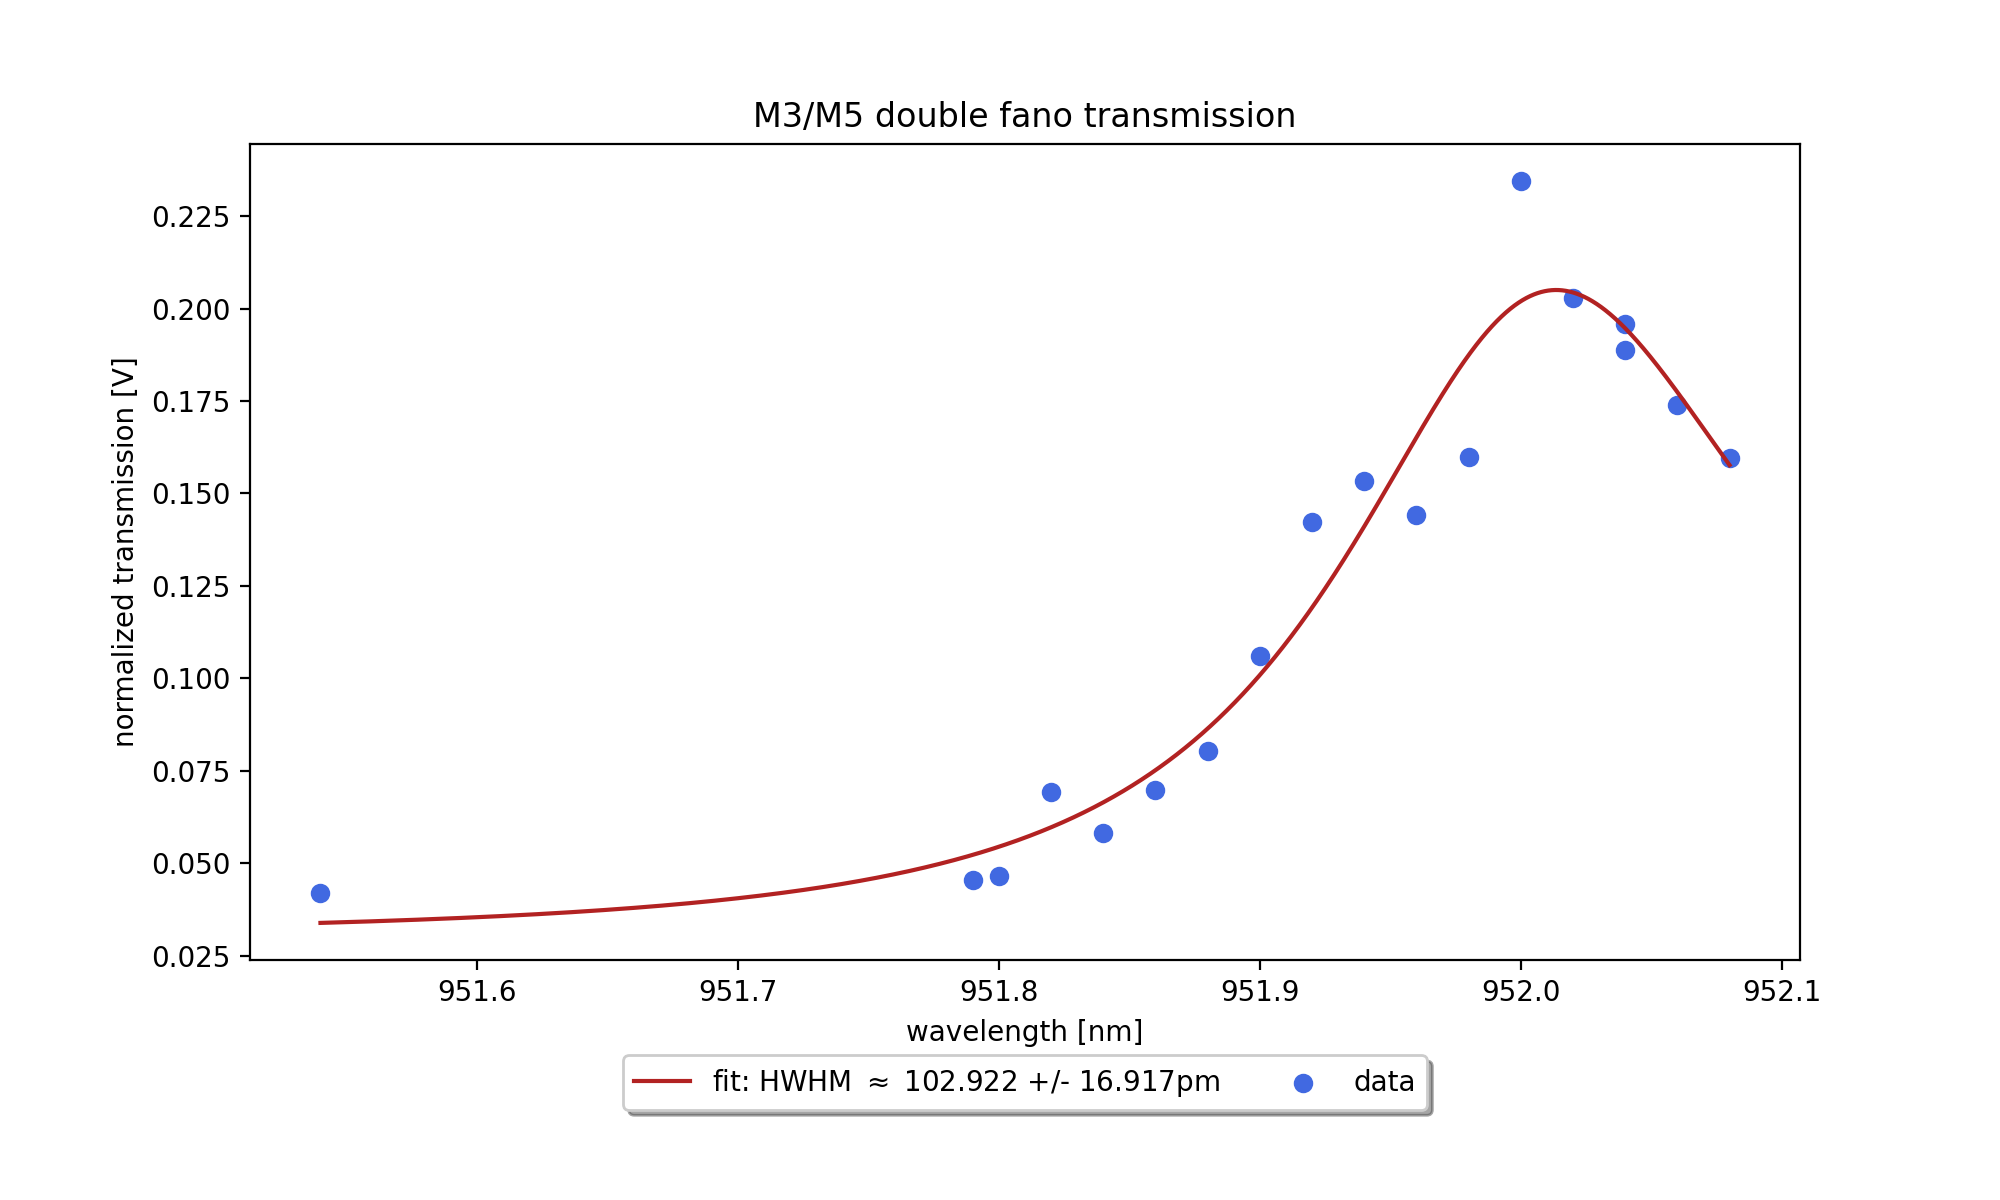 M3/M5 double fano transmission
normalized transmission [V]
0.225
0.200
0.175
0.150
0.125
0.100
0.075
0.050
0.025
951.6 951.7 951.8 951.9 952.0 952.1
wavelength [nm]
fit: HWHM ≈ 102.922 +/- 16.917pm data